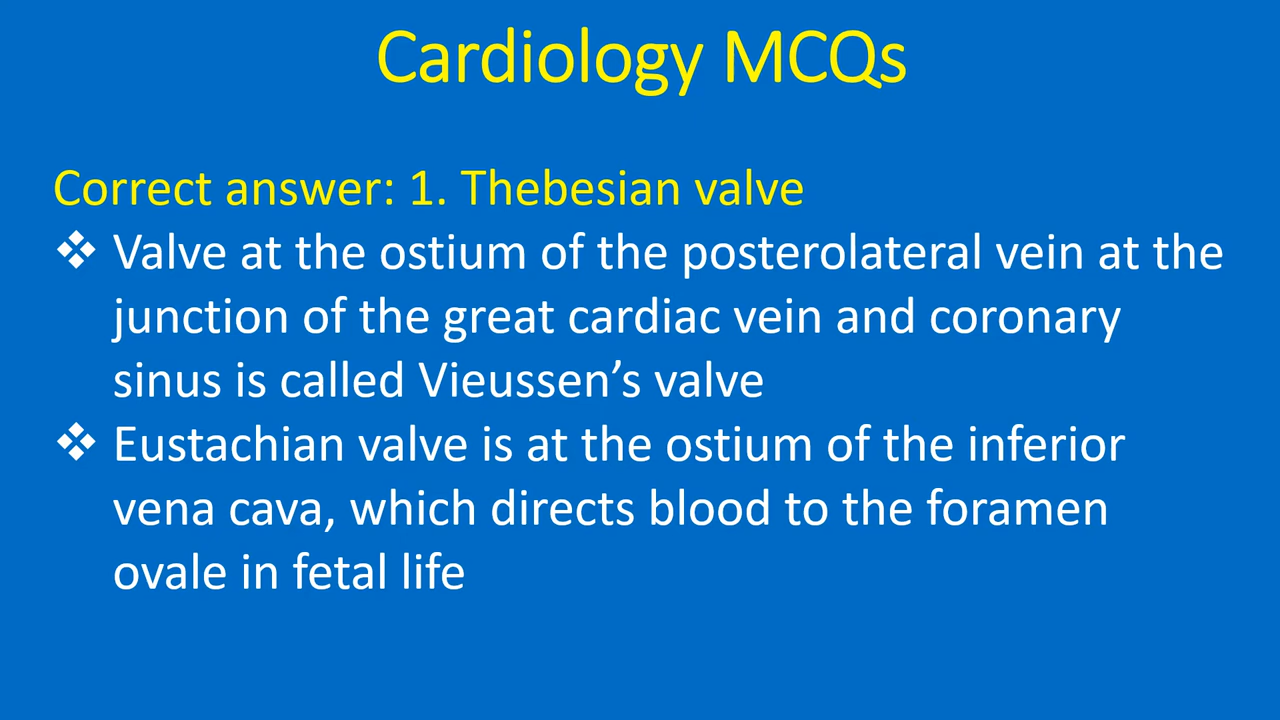 Cardiology MCQs
Correct answer: 1. Thebesian valve
❖ Valve at the ostium of the posterolateral vein at the
junction of the great cardiac vein and coronary
sinus is called Vieussen’s valve
❖ Eustachian valve is at the ostium of the inferior
vena cava, which directs blood to the foramen
ovale in fetal life